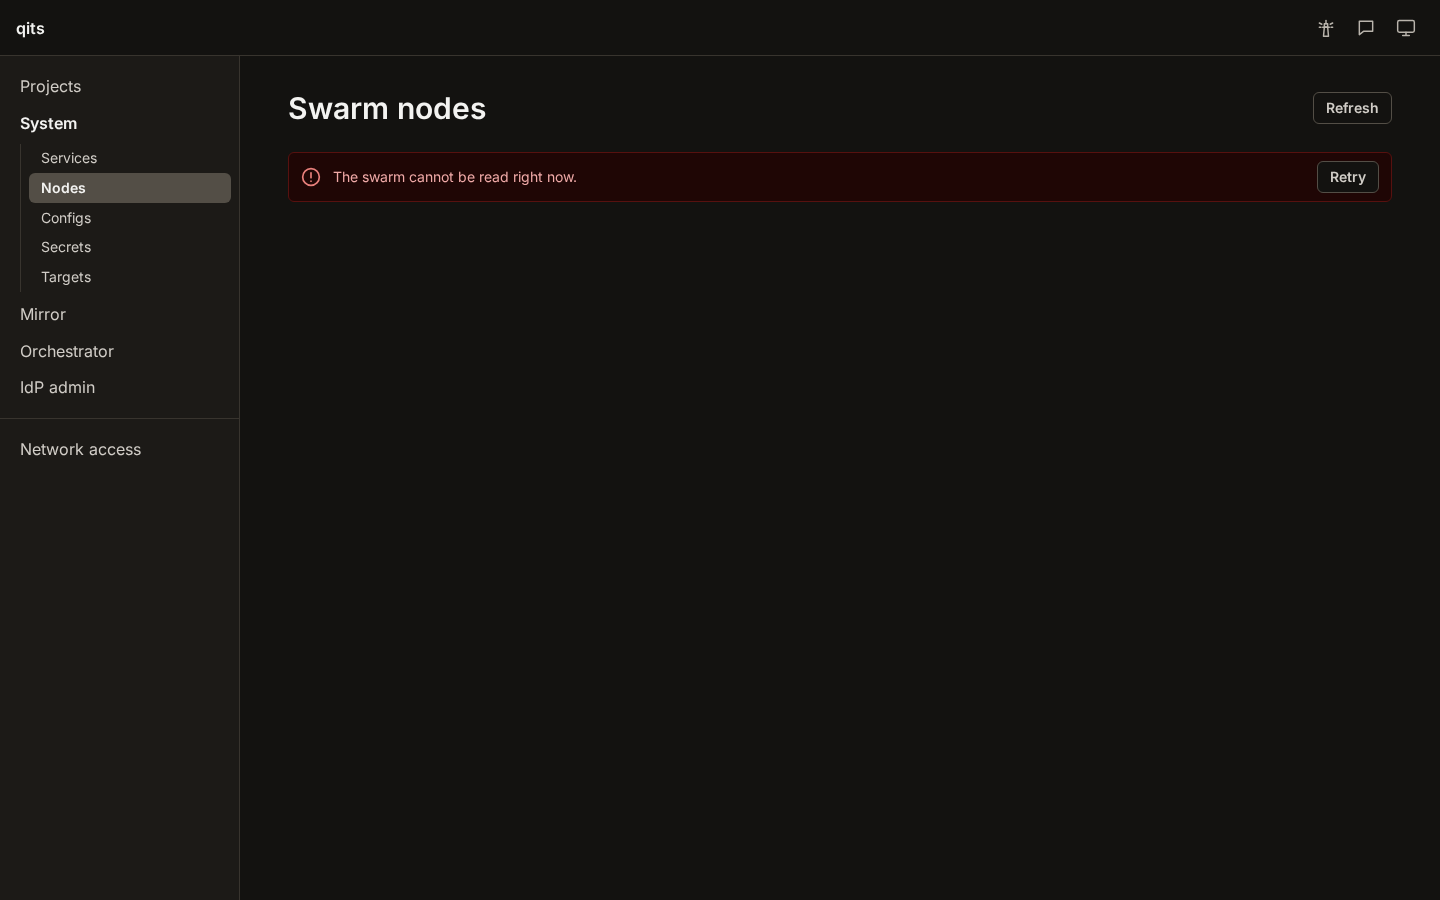 qits
Projects
System
Services
Nodes
Configs
Secrets
Targets
Mirror
Orchestrator
IdP admin
Network access
Swarm nodes
Refresh
The swarm cannot be read right now.
Retry